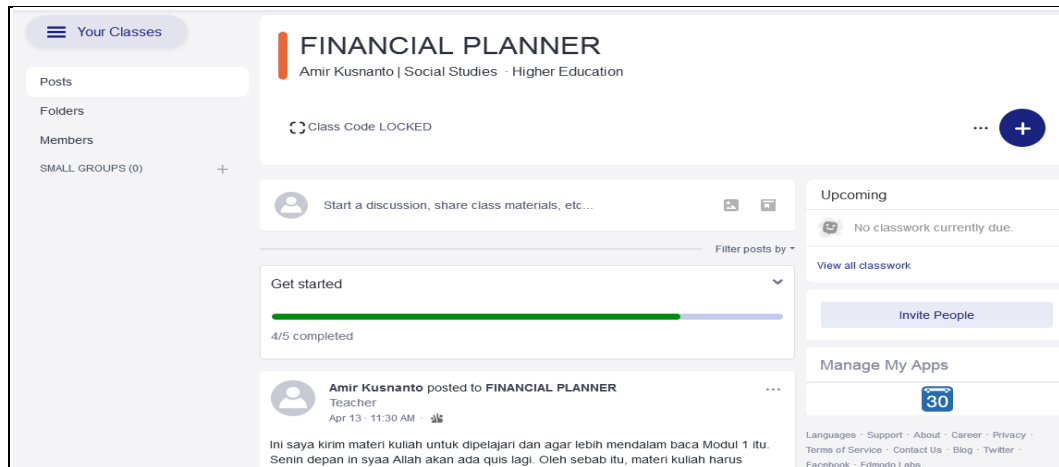 Your Classes
Posts
Folders
Members
SMALL GROUPS (0) +
FINANCIAL PLANNER
Amir Kusnanto | Social Studies · Higher Education
Class Code LOCKED
... +
Start a discussion, share class materials, etc...
Filter posts by
Get started
4/5 completed
Amir Kusnanto posted to FINANCIAL PLANNER
...
Teacher
Apr 13 · 11:30 AM ·
Ini saya kirim materi kuliah untuk dipelajari dan agar lebih mendalam baca Modul 1 itu.
Senin depan in syaa Allah akan ada quis lagi. Oleh sebab itu, materi kuliah harus
Upcoming
No classwork currently due.
View all classwork
Invite People
Manage My Apps
30
Languages · Support · About · Career · Privacy ·
Terms of Service · Contact Us · Blog · Twitter ·
Facebook · Edmodo Labs